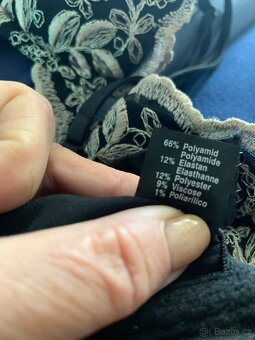 66% Polyamid
Polyamide
12% Elastan
Elasthanne
12% Polyester
9% Viscose
1% Poliarilico
© Bazos.cz